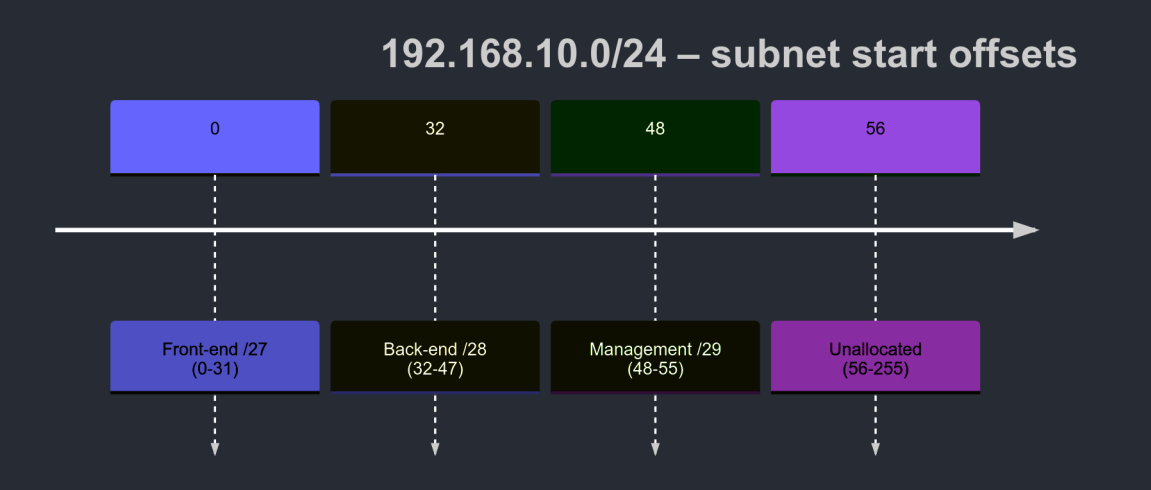 192.168.10.0/24 – subnet start offsets
0
32
48
56
Front-end /27
(0-31)
Back-end /28
(32-47)
Management /29
(48-55)
Unallocated
(56-255)